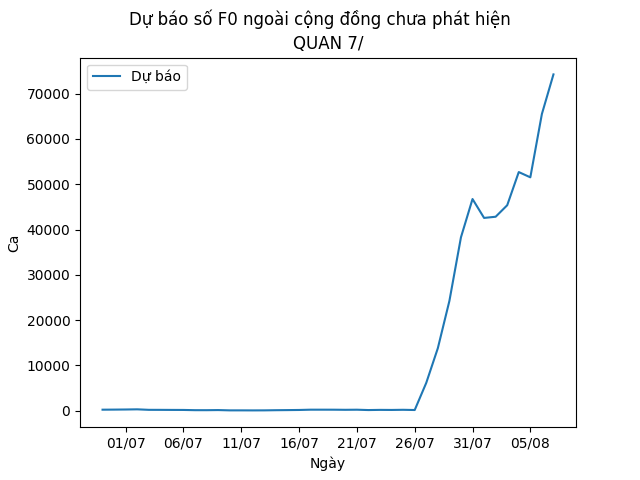 Dự báo số F0 ngoài cộng đồng chưa phát hiện
QUAN 7/
Dự báo
Ca
70000
60000
50000
40000
30000
20000
10000
0
01/07 06/07 11/07 16/07 21/07 26/07 31/07 05/08
Ngày